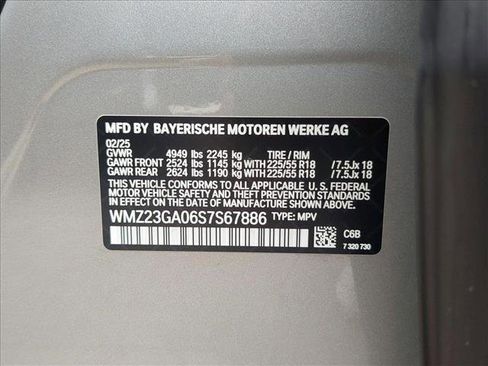 MFD BY BAYERISCHE MOTOREN WERKE AG
02/25
GVWR 4949 lbs 2245 kg TIRE / RIM
GAWR FRONT 2524 lbs 1145 kg WITH 225/55 R18 /7.5Jx 18
GAWR REAR 2624 lbs 1190 kg WITH 225/55 R18 /7.5Jx 18
THIS VEHICLE CONFORMS TO ALL APPLICABLE U.S. FEDERAL
MOTOR VEHICLE SAFETY AND THEFT PREVENTION STANDARDS
IN EFFECT ON THE DATE OF MANUFACTURE SHOWN ABOVE.
WMZ23GA06S7S67886 TYPE: MPV
C6B
7 320 730